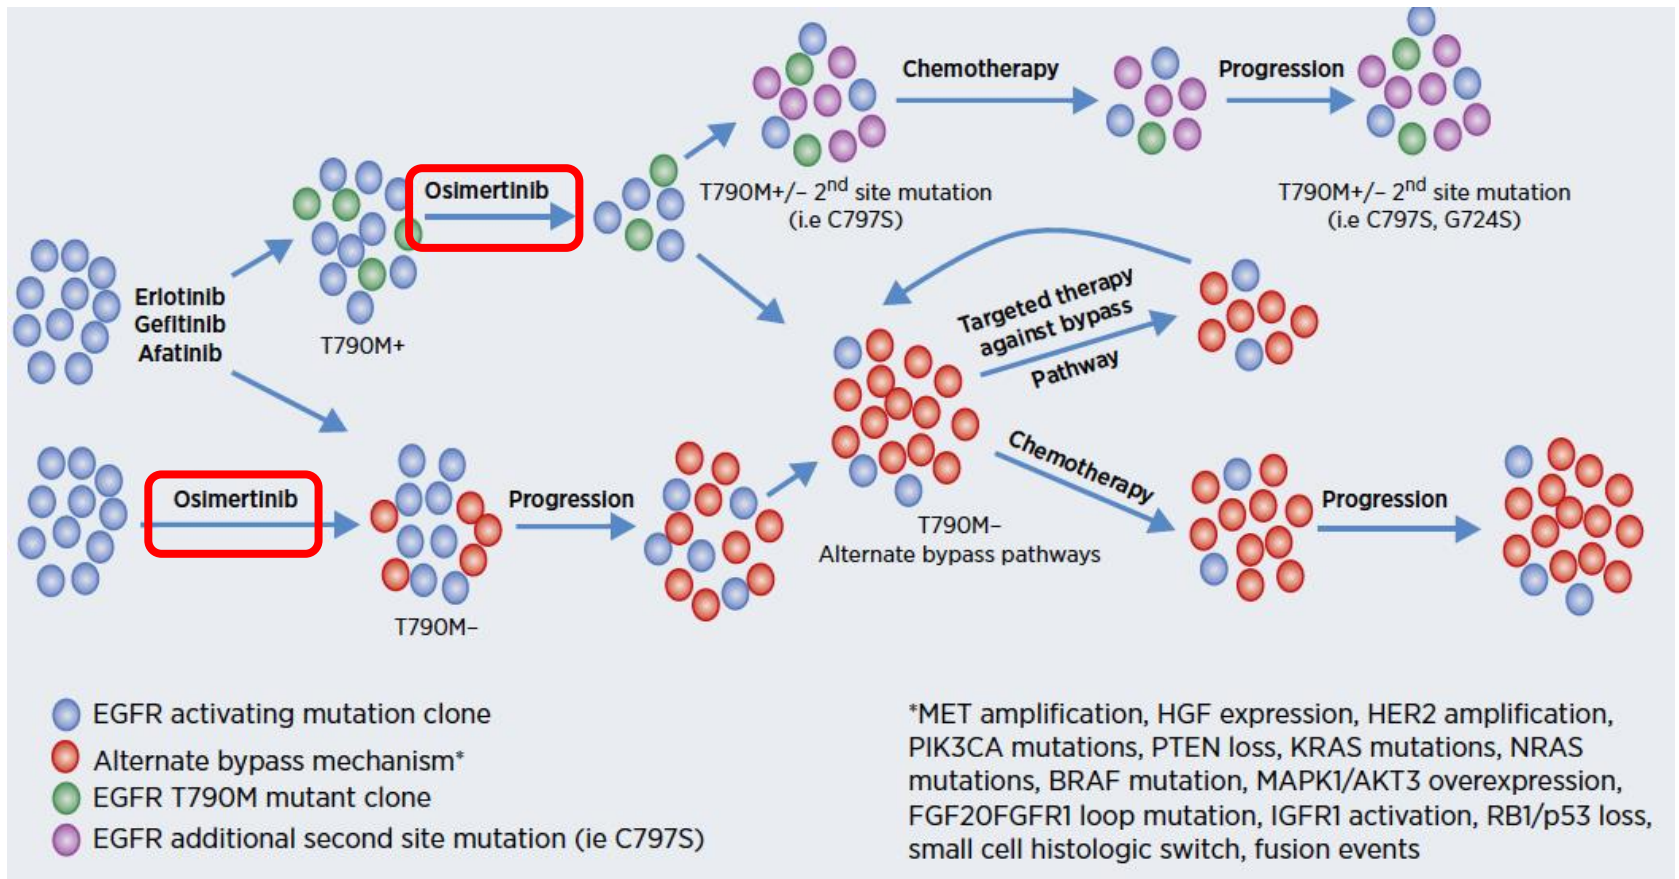 Chemotherapy
Progression
Osimertinib
T790M+/– 2nd site mutation
(i.e C797S)
T790M+/– 2nd site mutation
(i.e C797S, G724S)
Erlotinib
Gefitinib
Afatinib
T790M+
Targeted therapy
against bypass
Pathway
Osimertinib
Progression
Chemotherapy
Progression
T790M–
Alternate bypass pathways
T790M–
EGFR activating mutation clone
Alternate bypass mechanism*
EGFR T790M mutant clone
EGFR additional second site mutation (ie C797S)
*MET amplification, HGF expression, HER2 amplification,
PIK3CA mutations, PTEN loss, KRAS mutations, NRAS
mutations, BRAF mutation, MAPK1/AKT3 overexpression,
FGF20FGFR1 loop mutation, IGFR1 activation, RB1/p53 loss,
small cell histologic switch, fusion events